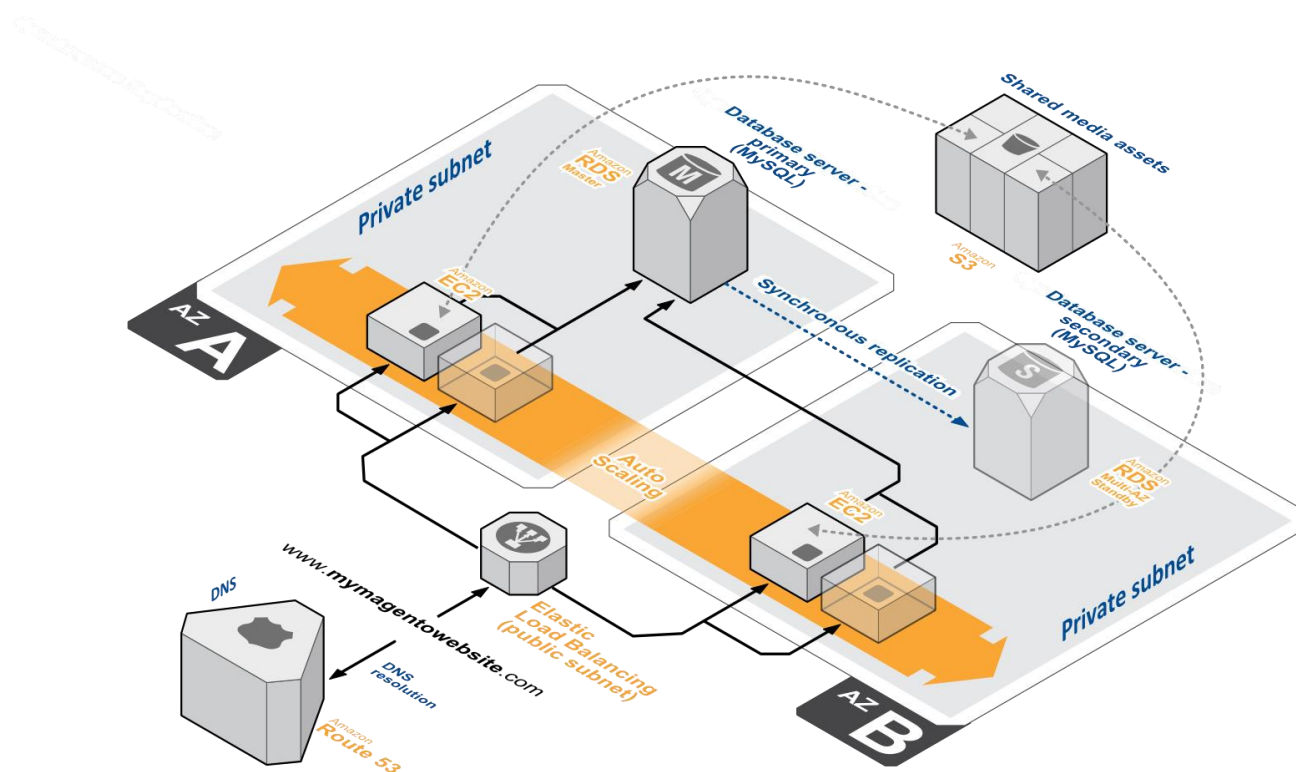 Shared media assets
Database server -
primary
(MySQL)
Amazon
RDS
Master
M
Private subnet
Amazon
S3
Amazon
EC2
Synchronous replication
Database server -
secondary
(MySQL)
S
AZ
A
Auto
Scaling
Amazon
RDS
Multi-AZ
Standby
Amazon
EC2
www.mymagentowebsite.com
DNS
Elastic
Load Balancing
(public subnet)
Private subnet
DNS
resolution
AZ
B
Amazon
Route 53